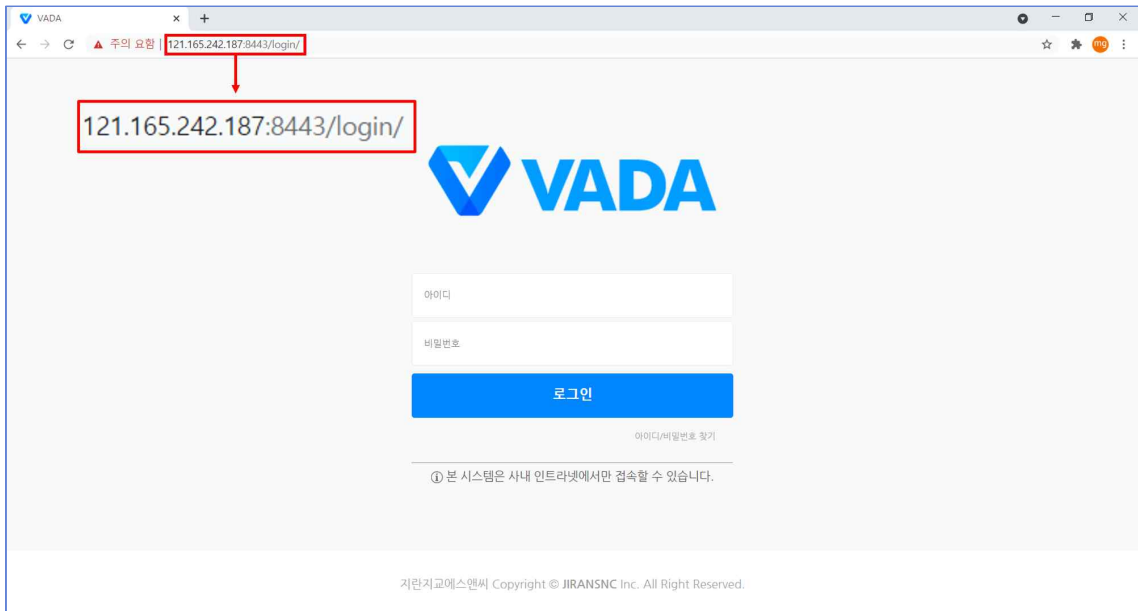 VADA
주의 요함 | 121.165.242.187:8443/login/
mg
121.165.242.187:8443/login/
VADA
아이디
비밀번호
로그인
아이디/비밀번호 찾기
본 시스템은 사내 인트라넷에서만 접속할 수 있습니다.
지란지교에스앤씨 Copyright © JIRANSNC Inc. All Right Reserved.